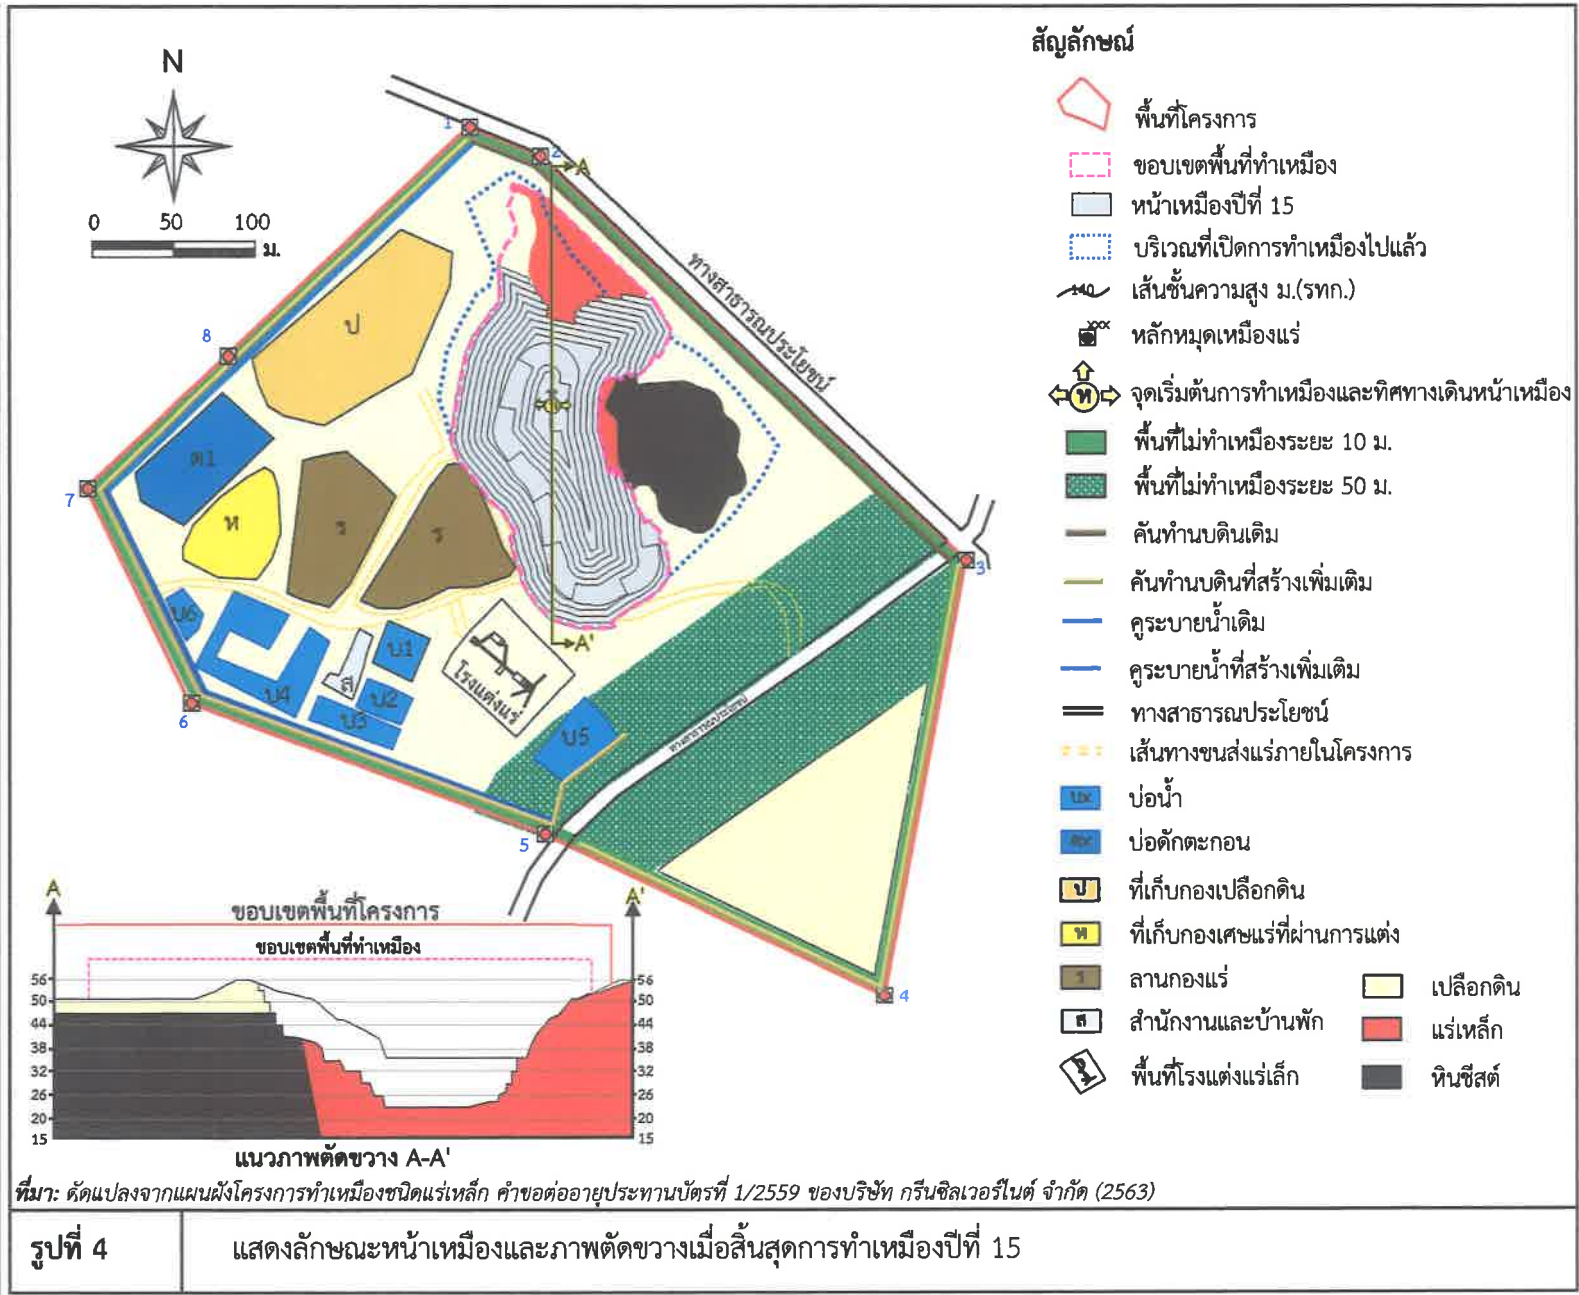 N
0 50 100
ม.
1
2
A
ทางสาธารณประโยชน์
ป
8
ต1
7
ห
ร
ร
ห
3
บ6
บ1
A'
ส
บ4
บ2
บ3
โรงแต่งแร่
6
บ5
ทางสาธารณประโยชน์
5
4
สัญลักษณ์
พื้นที่โครงการ
ขอบเขตพื้นที่ทำเหมือง
หน้าเหมืองปีที่ 15
บริเวณที่เปิดการทำเหมืองไปแล้ว
140 เส้นชั้นความสูง ม.(รทก.)
XXX หลักหมุดเหมืองแร่
ห จุดเริ่มต้นการทำเหมืองและทิศทางเดินหน้าเหมือง
พื้นที่ไม่ทำเหมืองระยะ 10 ม.
พื้นที่ไม่ทำเหมืองระยะ 50 ม.
คันทำนบดินเดิม
คันทำนบดินที่สร้างเพิ่มเติม
คูระบายน้ำเดิม
คูระบายน้ำที่สร้างเพิ่มเติม
ทางสาธารณประโยชน์
เส้นทางขนส่งแร่ภายในโครงการ
บx บ่อน้ำ
ตx บ่อดักตะกอน
ป ที่เก็บกองเปลือกดิน
ห ที่เก็บกองเศษแร่ที่ผ่านการแต่ง
ร ลานกองแร่
ส สำนักงานและบ้านพัก
พื้นที่โรงแต่งแร่เล็ก
เปลือกดิน
แร่เหล็ก
หินชีสต์
A A'
ขอบเขตพื้นที่โครงการ
ขอบเขตพื้นที่ทำเหมือง
56 56
50 50
44 44
38 38
32 32
26 26
20 20
15 15
แนวภาพตัดขวาง A-A'
ที่มา: ดัดแปลงจากแผนผังโครงการทำเหมืองชนิดแร่เหล็ก คำขอต่ออายุประทานบัตรที่ 1/2559 ของบริษัท กรีนซิลเวอร์ไนต์ จำกัด (2563)
รูปที่ 4 แสดงลักษณะหน้าเหมืองและภาพตัดขวางเมื่อสิ้นสุดการทำเหมืองปีที่ 15